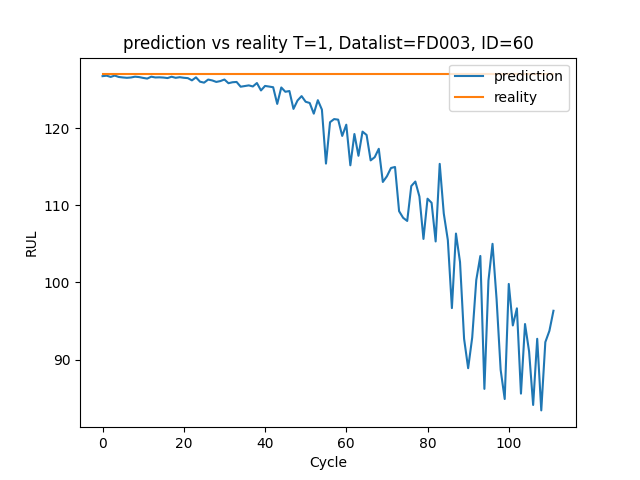 prediction vs reality T=1, Datalist=FD003, ID=60
prediction
reality
120
110
100
90
RUL
0 20 40 60 80 100
Cycle